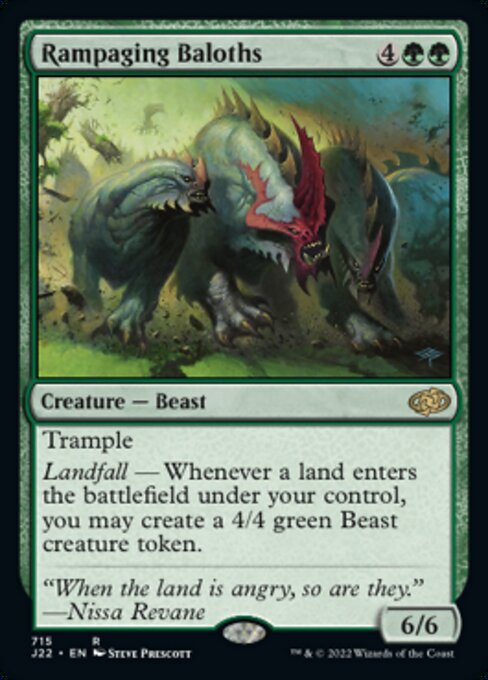 Rampaging Baloths 4
Creature — Beast
Trample
Landfall — Whenever a land enters
the battlefield under your control,
you may create a 4/4 green Beast
creature token.
“When the land is angry, so are they.”
—Nissa Revane
6/6
715 R
J22 • EN Steve Prescott
™ & © 2022 Wizards of the Coast